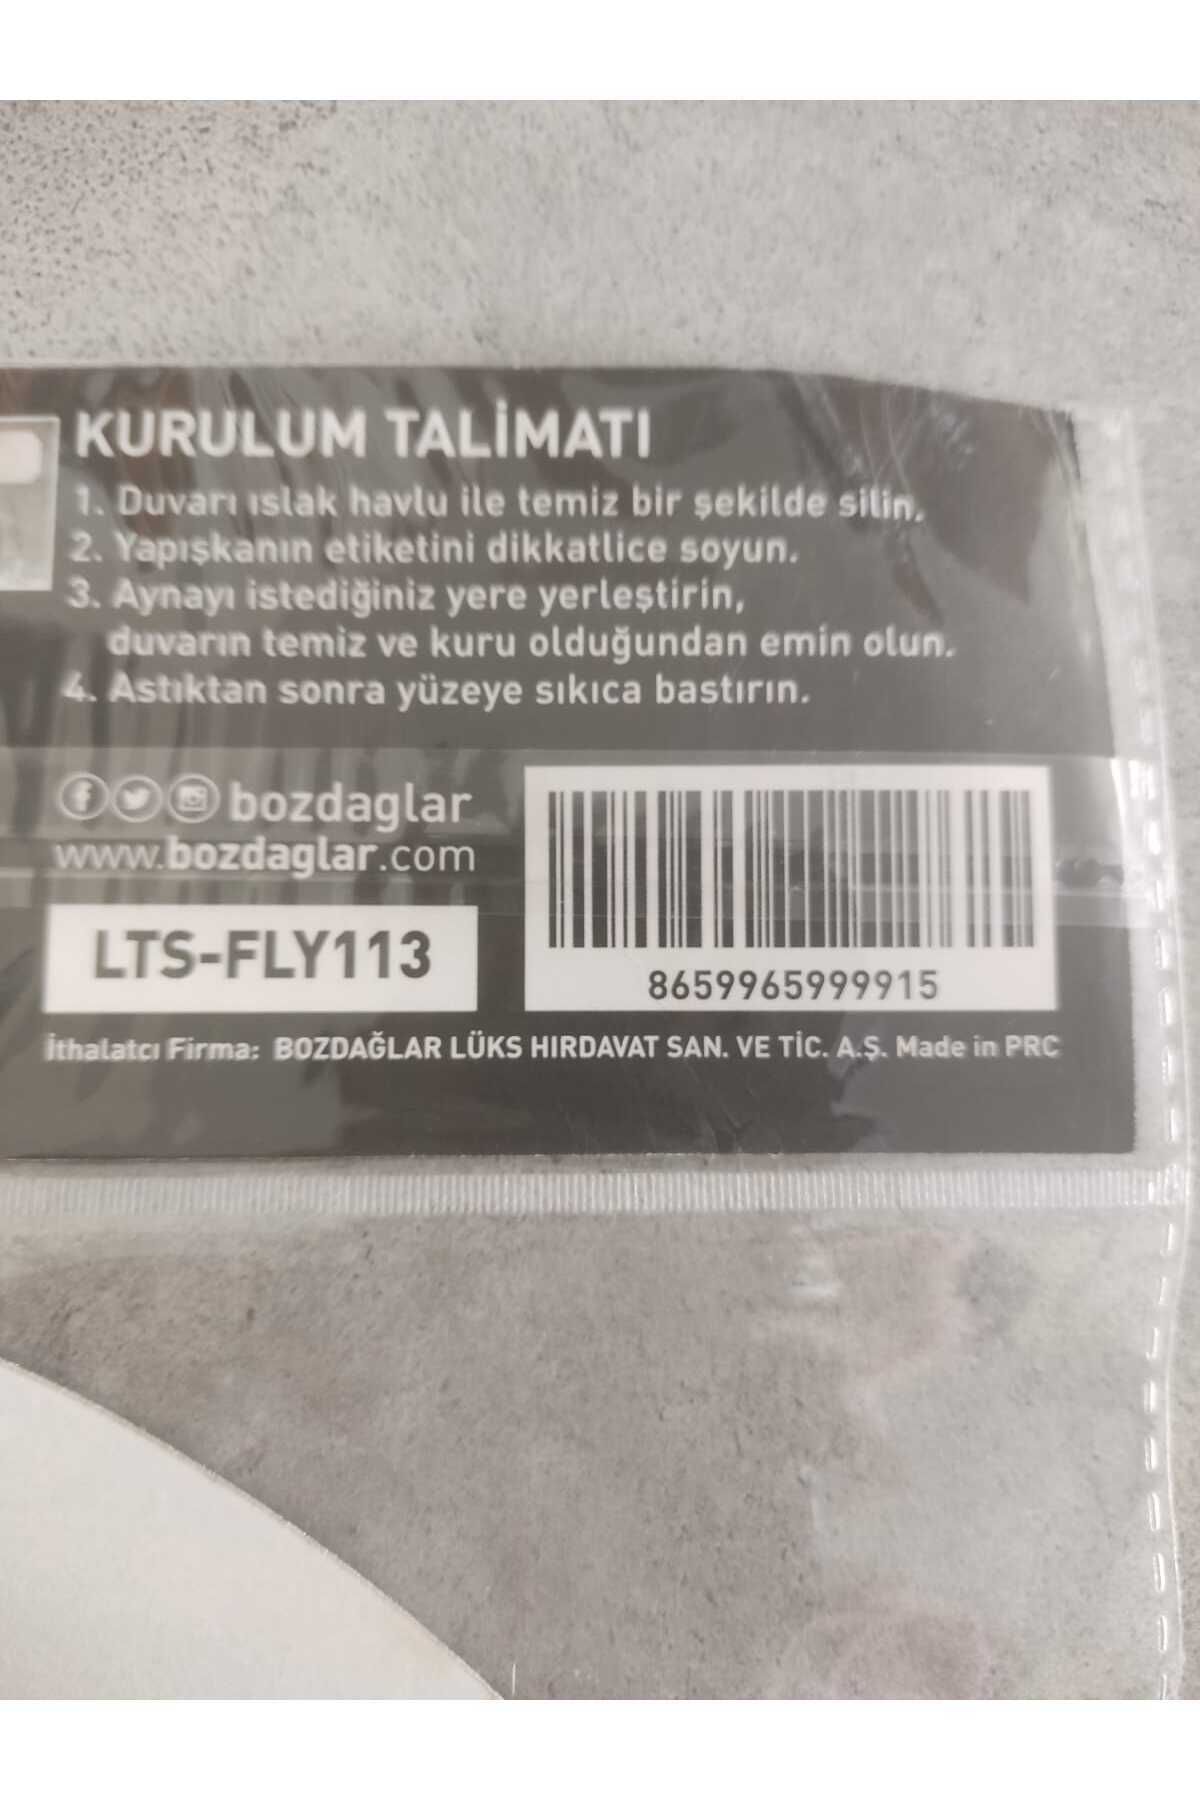 KURULUM TALİMATI
1. Duvarı ıslak havlu ile temiz bir şekilde silin.
2. Yapışkanın etiketini dikkatlice soyun.
3. Aynayı istediğiniz yere yerleştirin,
duvarın temiz ve kuru olduğundan emin olun.
4. Astıktan sonra yüzeye sıkıca bastırın.
bozdaglar
www.bozdaglar.com
LTS-FLY113
8659965999915
İthalatcı Firma: BOZDAĞLAR LÜKS HIRDAVAT SAN. VE TİC. A.Ş. Made in PRC